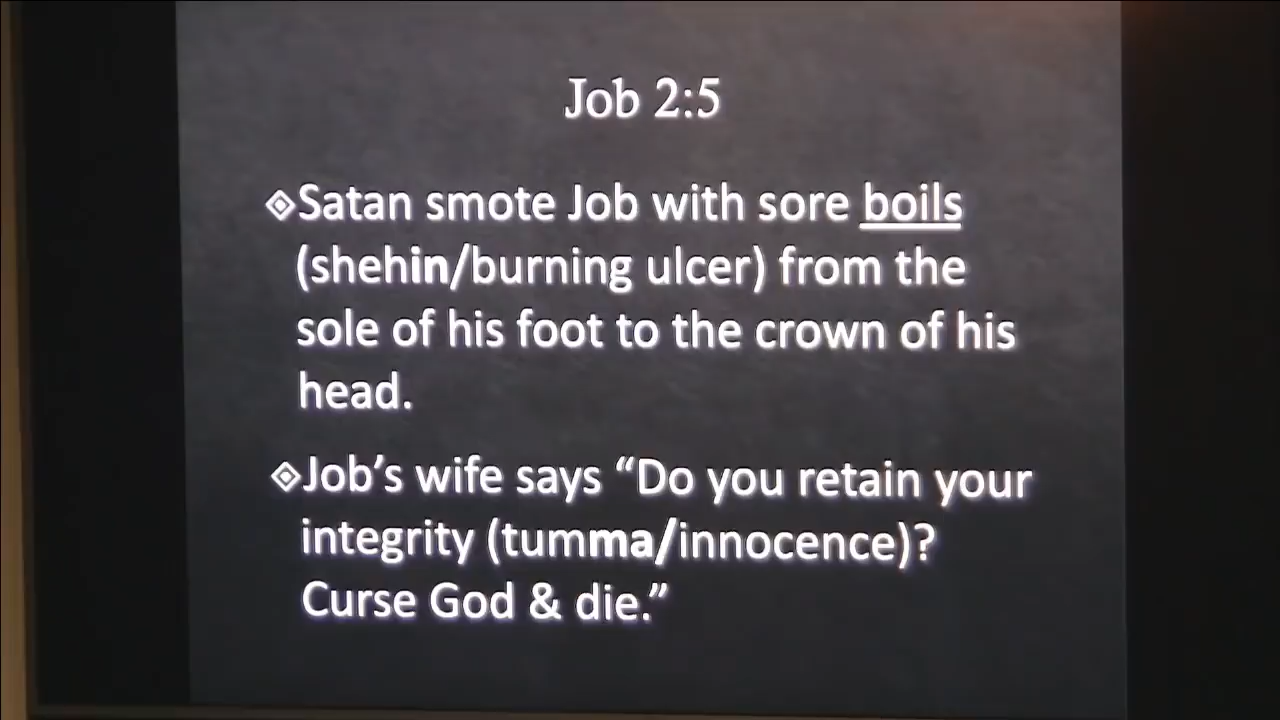 Job 2:5
Satan smote Job with sore boils
(shehin/burning ulcer) from the
sole of his foot to the crown of his
head.
Job’s wife says “Do you retain your
integrity (tumma/innocence)?
Curse God & die.”